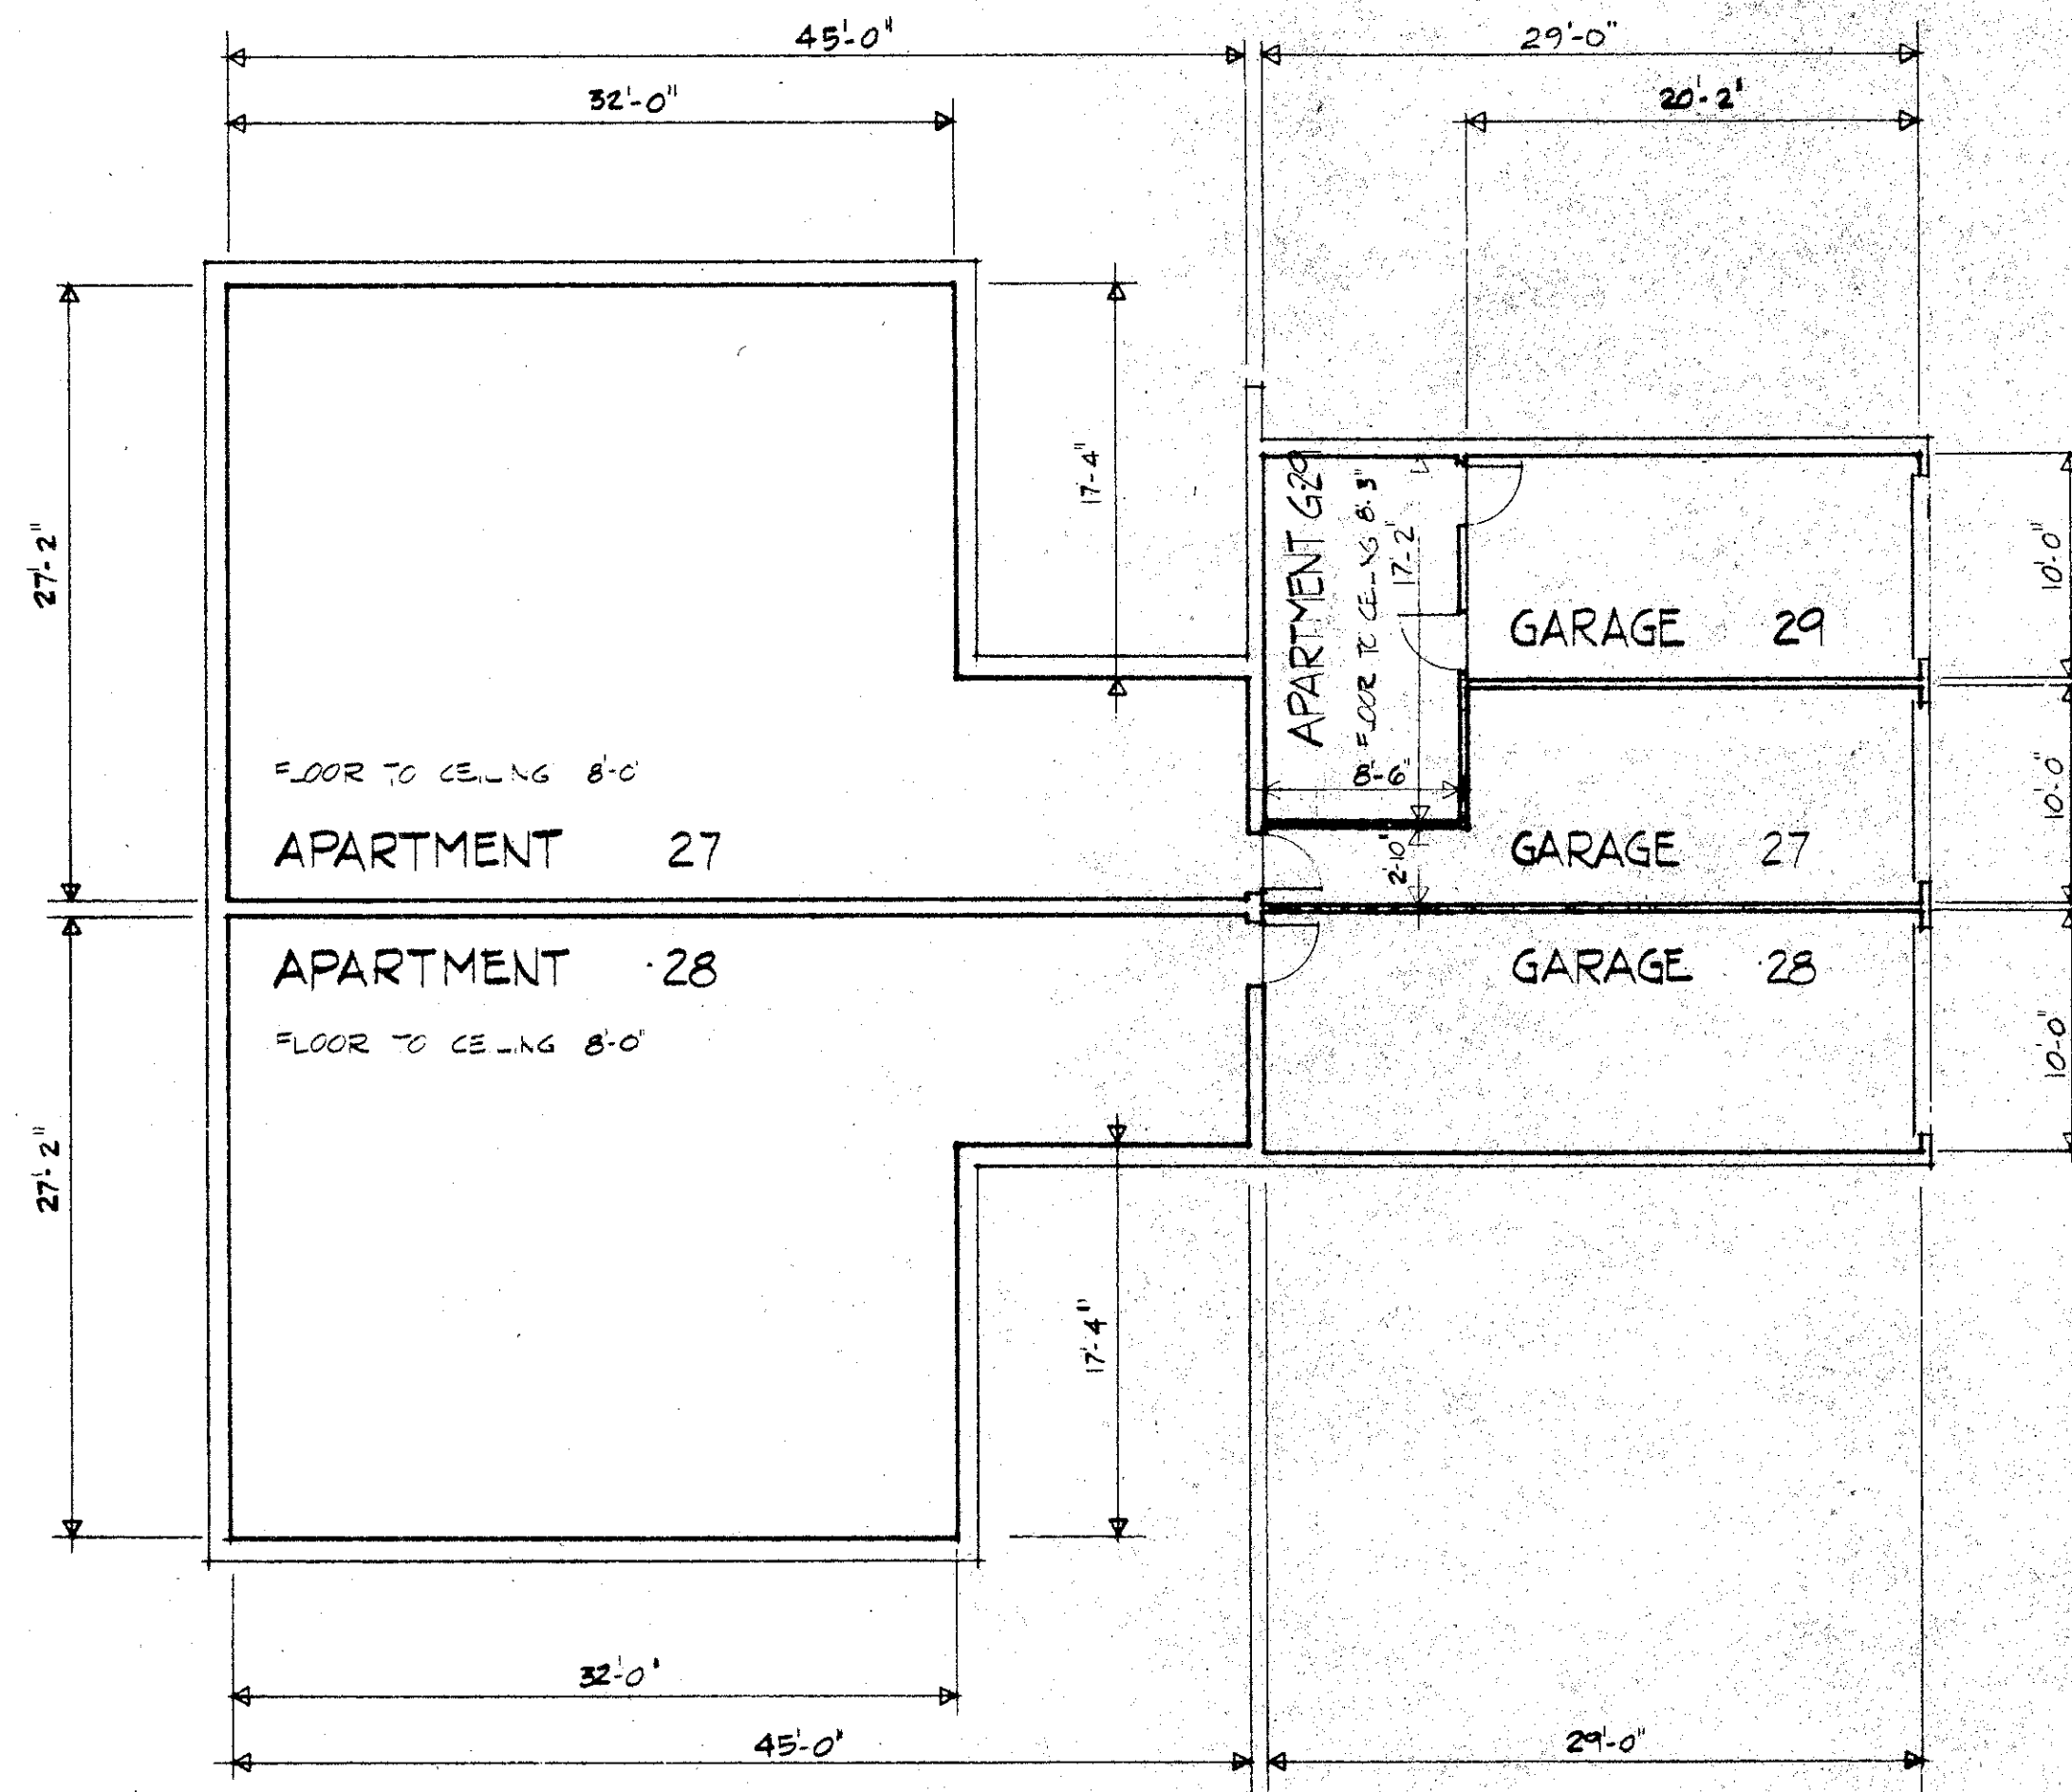 45'-0"
29'-0"
32'-0"
20'-2"
27'-2"
17'-4"
APARTMENT G29
FLOOR TO CEILING 8'-3"
17'-2"
10'-0"
GARAGE 29
FLOOR TO CEILING 8'-0"
8'-6"
10'-0"
APARTMENT 27
2'-10"
GARAGE 27
APARTMENT 28
GARAGE 28
FLOOR TO CEILING 8'-0"
10'-0"
27'-2"
17'-4"
32'-0"
45'-0"
29'-0"